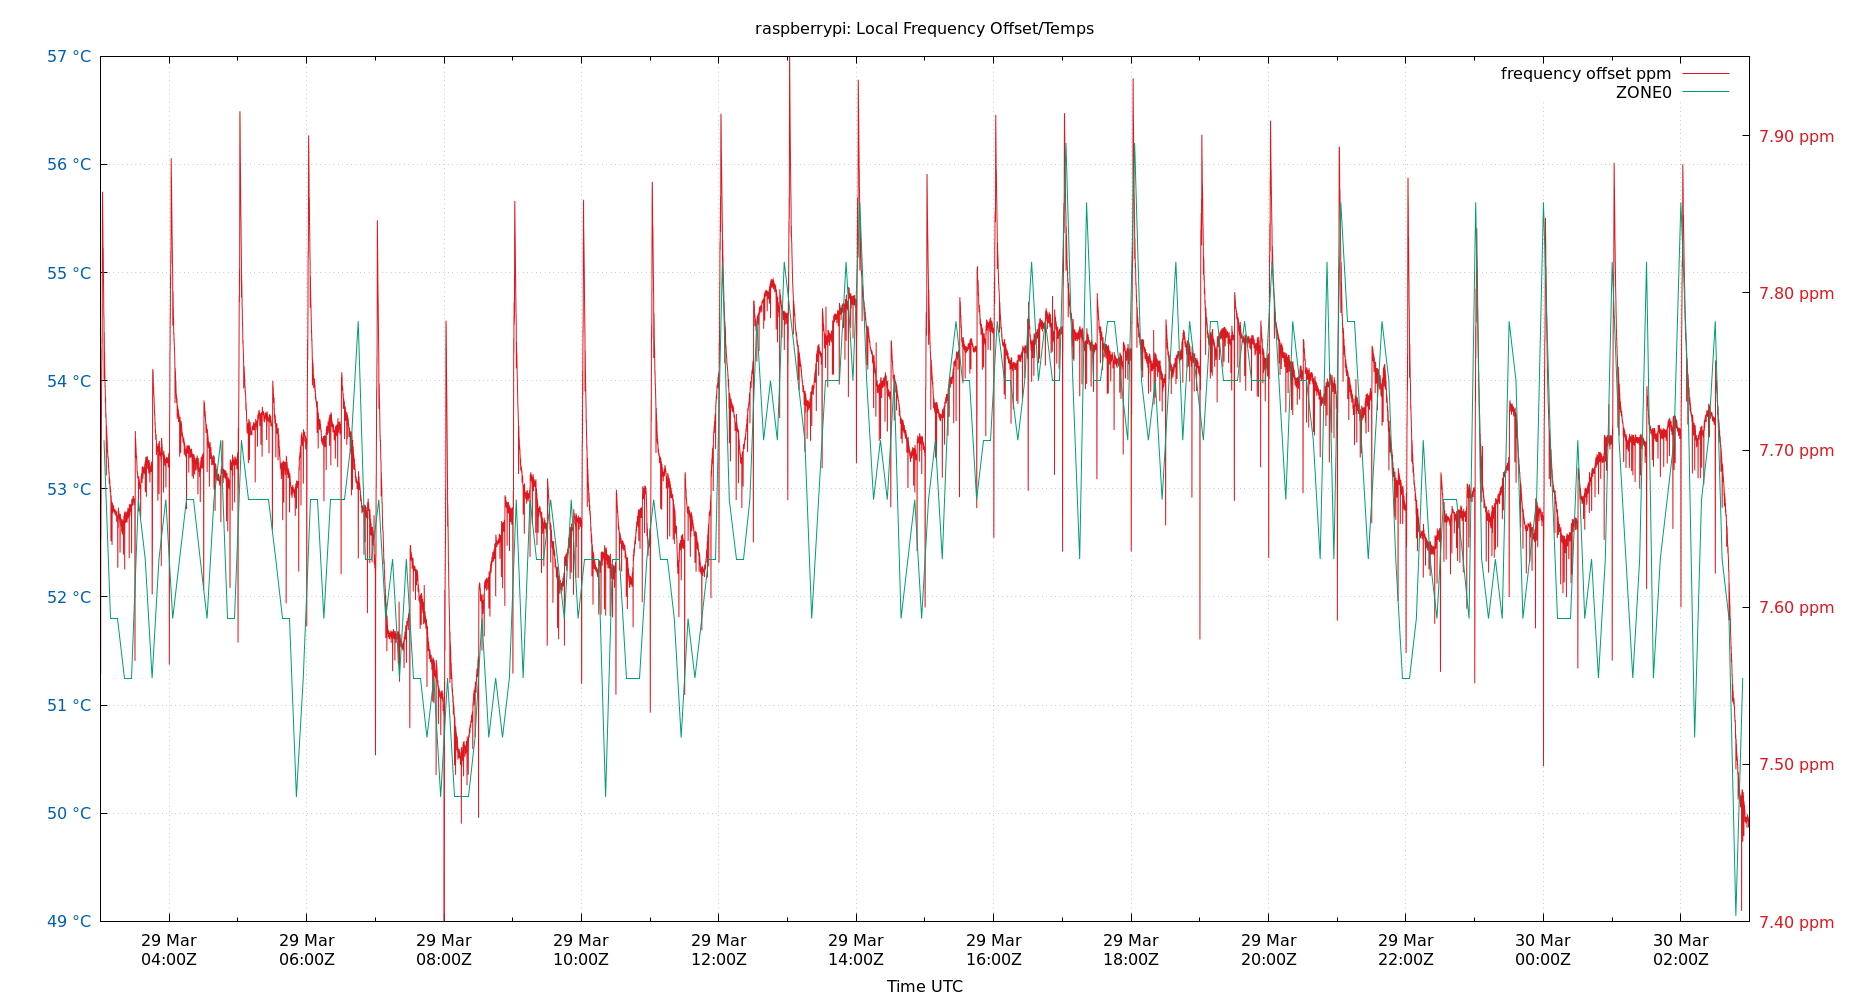 raspberrypi: Local Frequency Offset/Temps
57 °C
56 °C
55 °C
54 °C
53 °C
52 °C
51 °C
50 °C
49 °C
frequency offset ppm
ZONE0
7.90 ppm
7.80 ppm
7.70 ppm
7.60 ppm
7.50 ppm
7.40 ppm
29 Mar 29 Mar 29 Mar 29 Mar 29 Mar 29 Mar 29 Mar 29 Mar 29 Mar 29 Mar 30 Mar 30 Mar
04:00Z 06:00Z 08:00Z 10:00Z 12:00Z 14:00Z 16:00Z 18:00Z 20:00Z 22:00Z 00:00Z 02:00Z
Time UTC